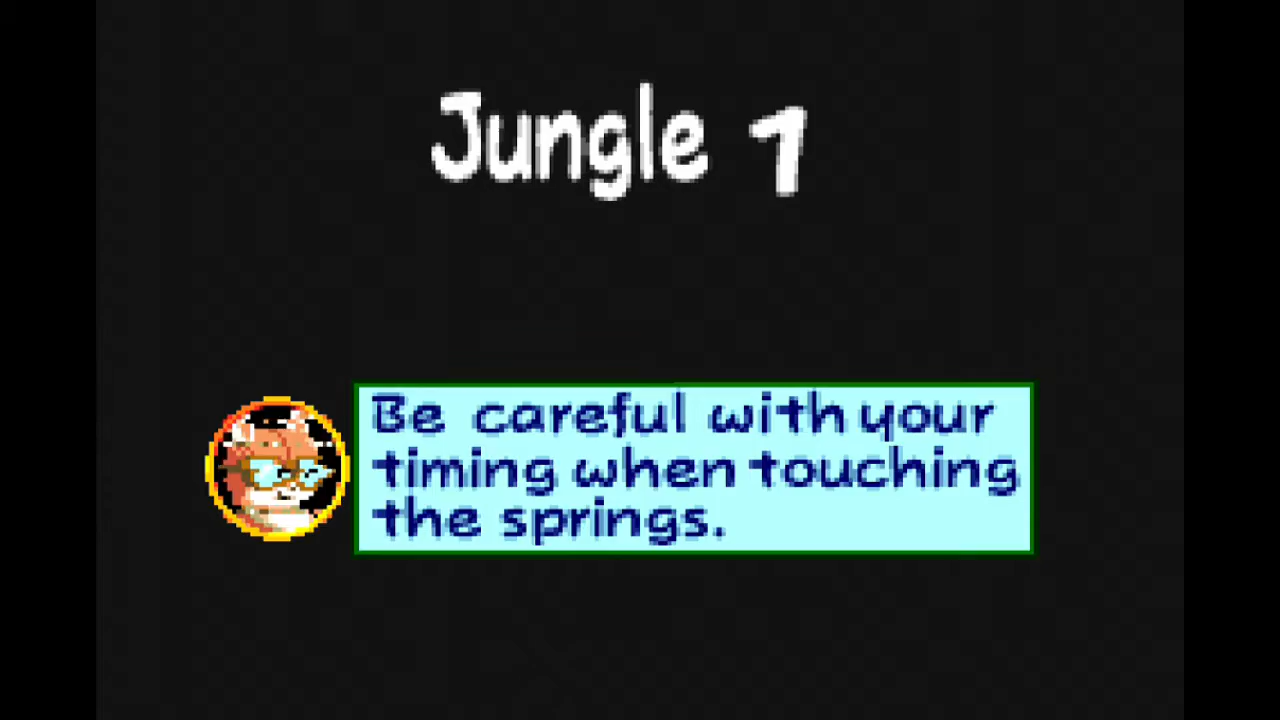 Jungle 1
Be careful with your
timing when touching
the springs.